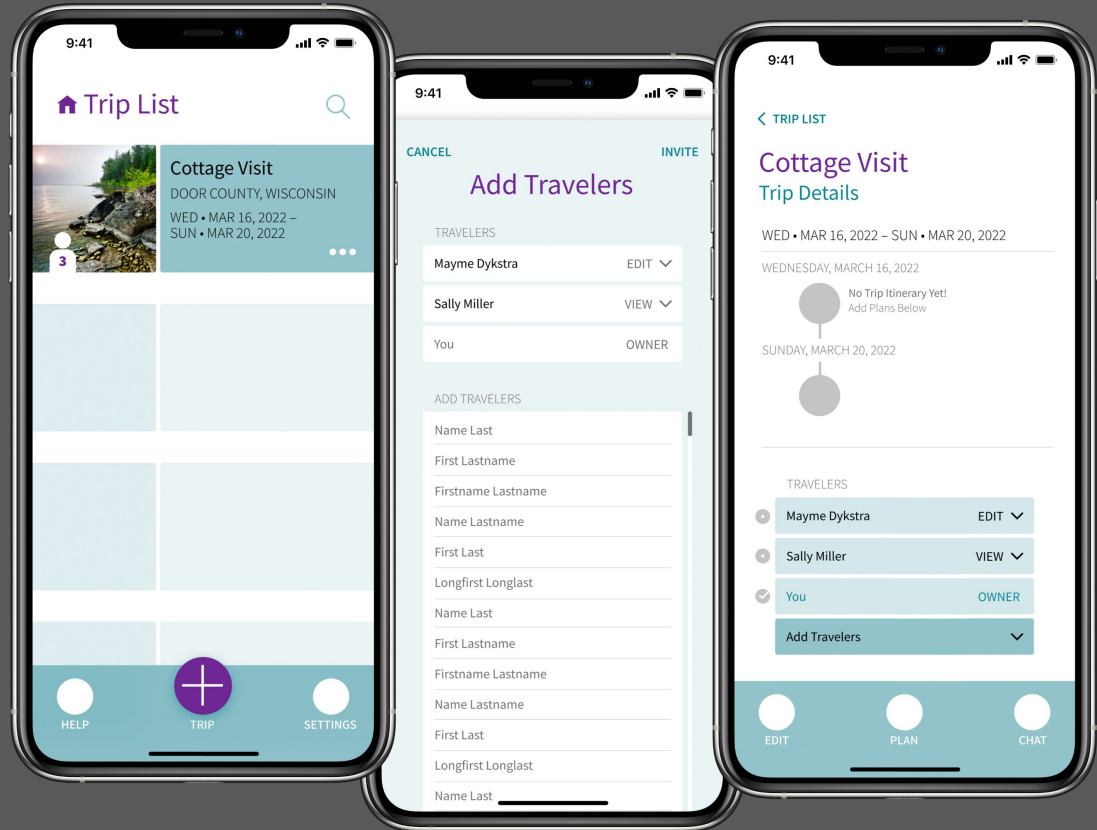 9:41
Trip List
Cottage Visit
DOOR COUNTY, WISCONSIN
WED • MAR 16, 2022 –
SUN • MAR 20, 2022
3
HELP
TRIP
SETTINGS
9:41
CANCEL
INVITE
Add Travelers
TRAVELERS
Mayme Dykstra EDIT
Sally Miller VIEW
You OWNER
ADD TRAVELERS
Name Last
First Lastname
Firstname Lastname
Name Lastname
First Last
Longfirst Longlast
Name Last
First Lastname
Firstname Lastname
Name Lastname
First Last
Longfirst Longlast
Name Last
9:41
TRIP LIST
Cottage Visit
Trip Details
WED • MAR 16, 2022 – SUN • MAR 20, 2022
WEDNESDAY, MARCH 16, 2022
No Trip Itinerary Yet!
Add Plans Below
SUNDAY, MARCH 20, 2022
TRAVELERS
Mayme Dykstra EDIT
Sally Miller VIEW
You OWNER
Add Travelers
EDIT
PLAN
CHAT